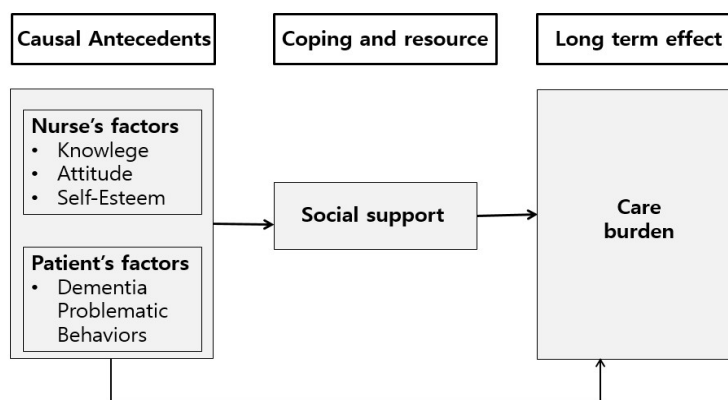 Causal Antecedents
Coping and resource
Long term effect
Nurse's factors
• Knowlege
• Attitude
• Self-Esteem
Patient's factors
• Dementia
Problematic
Behaviors
Social support
Care
burden